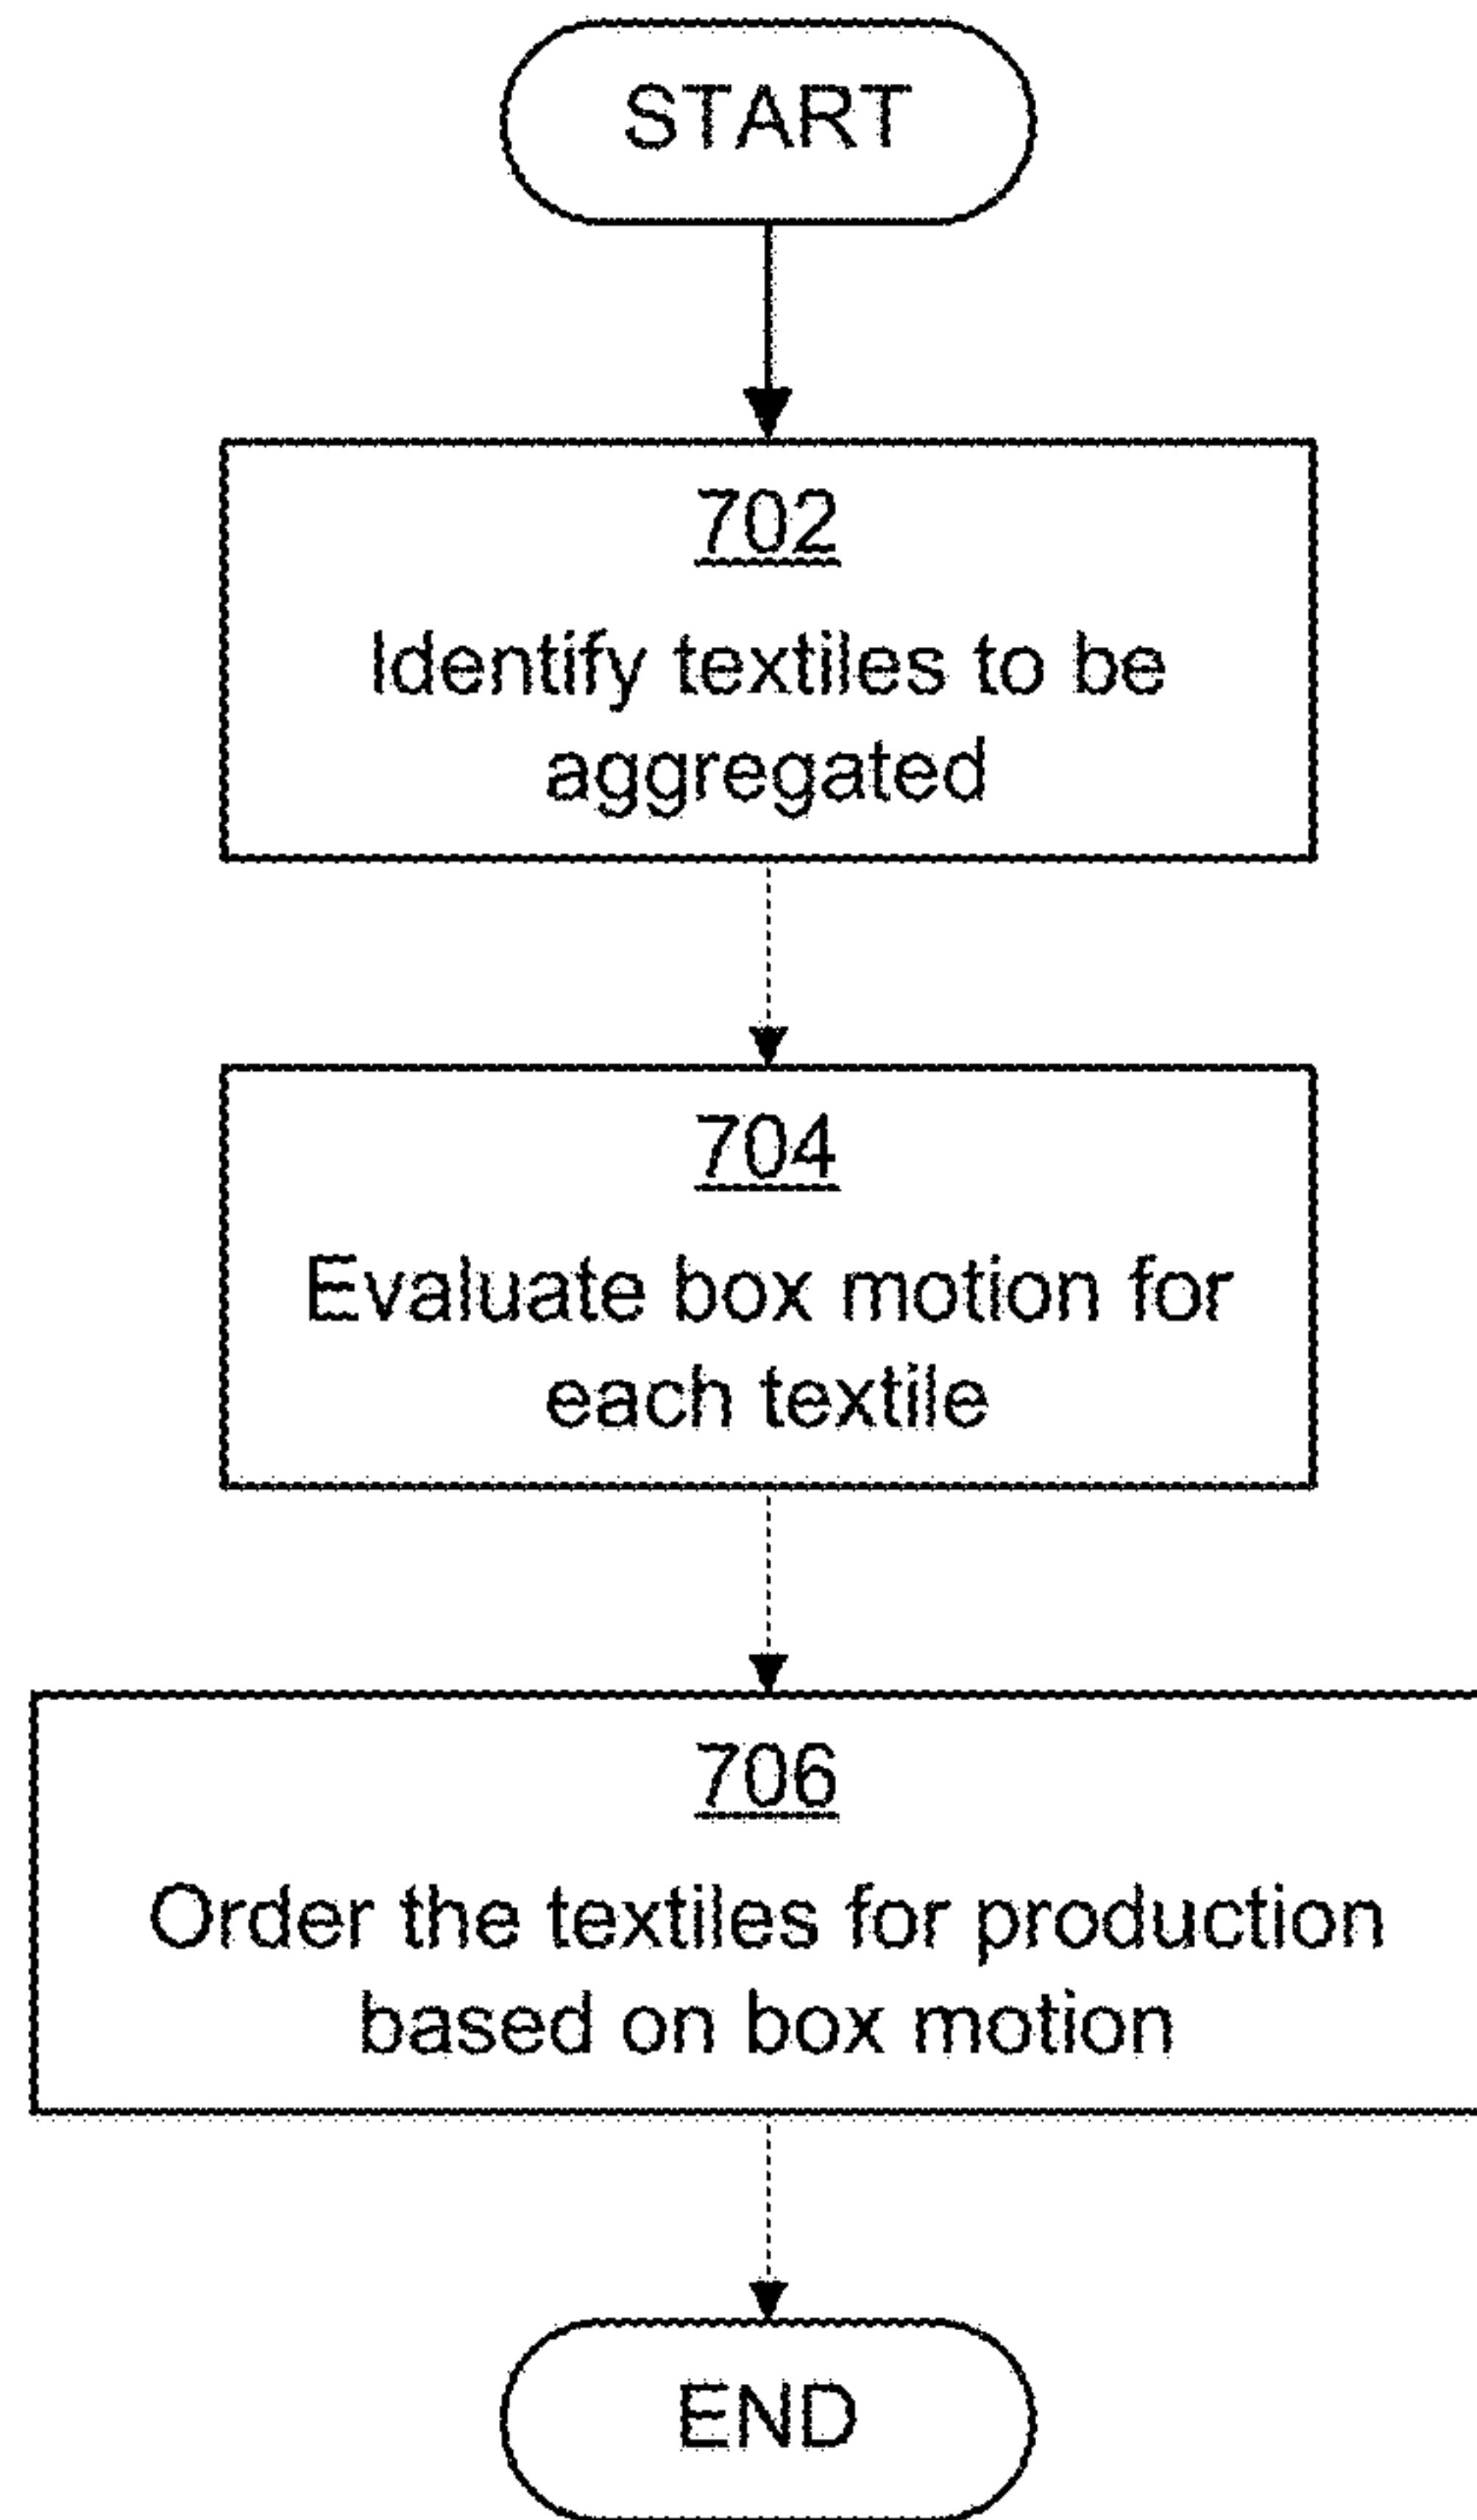 START
702
Identify textiles to be
aggregated
704
Evaluate box motion for
each textile
706
Order the textiles for production
based on box motion
END